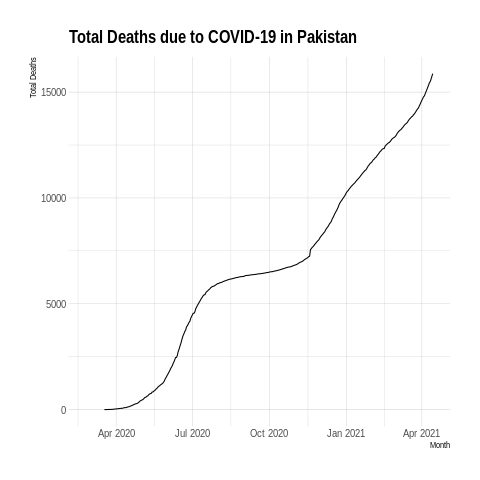 Total Deaths due to COVID-19 in Pakistan
Total Deaths
15000
10000
5000
0
Apr 2020 Jul 2020 Oct 2020 Jan 2021 Apr 2021
Month